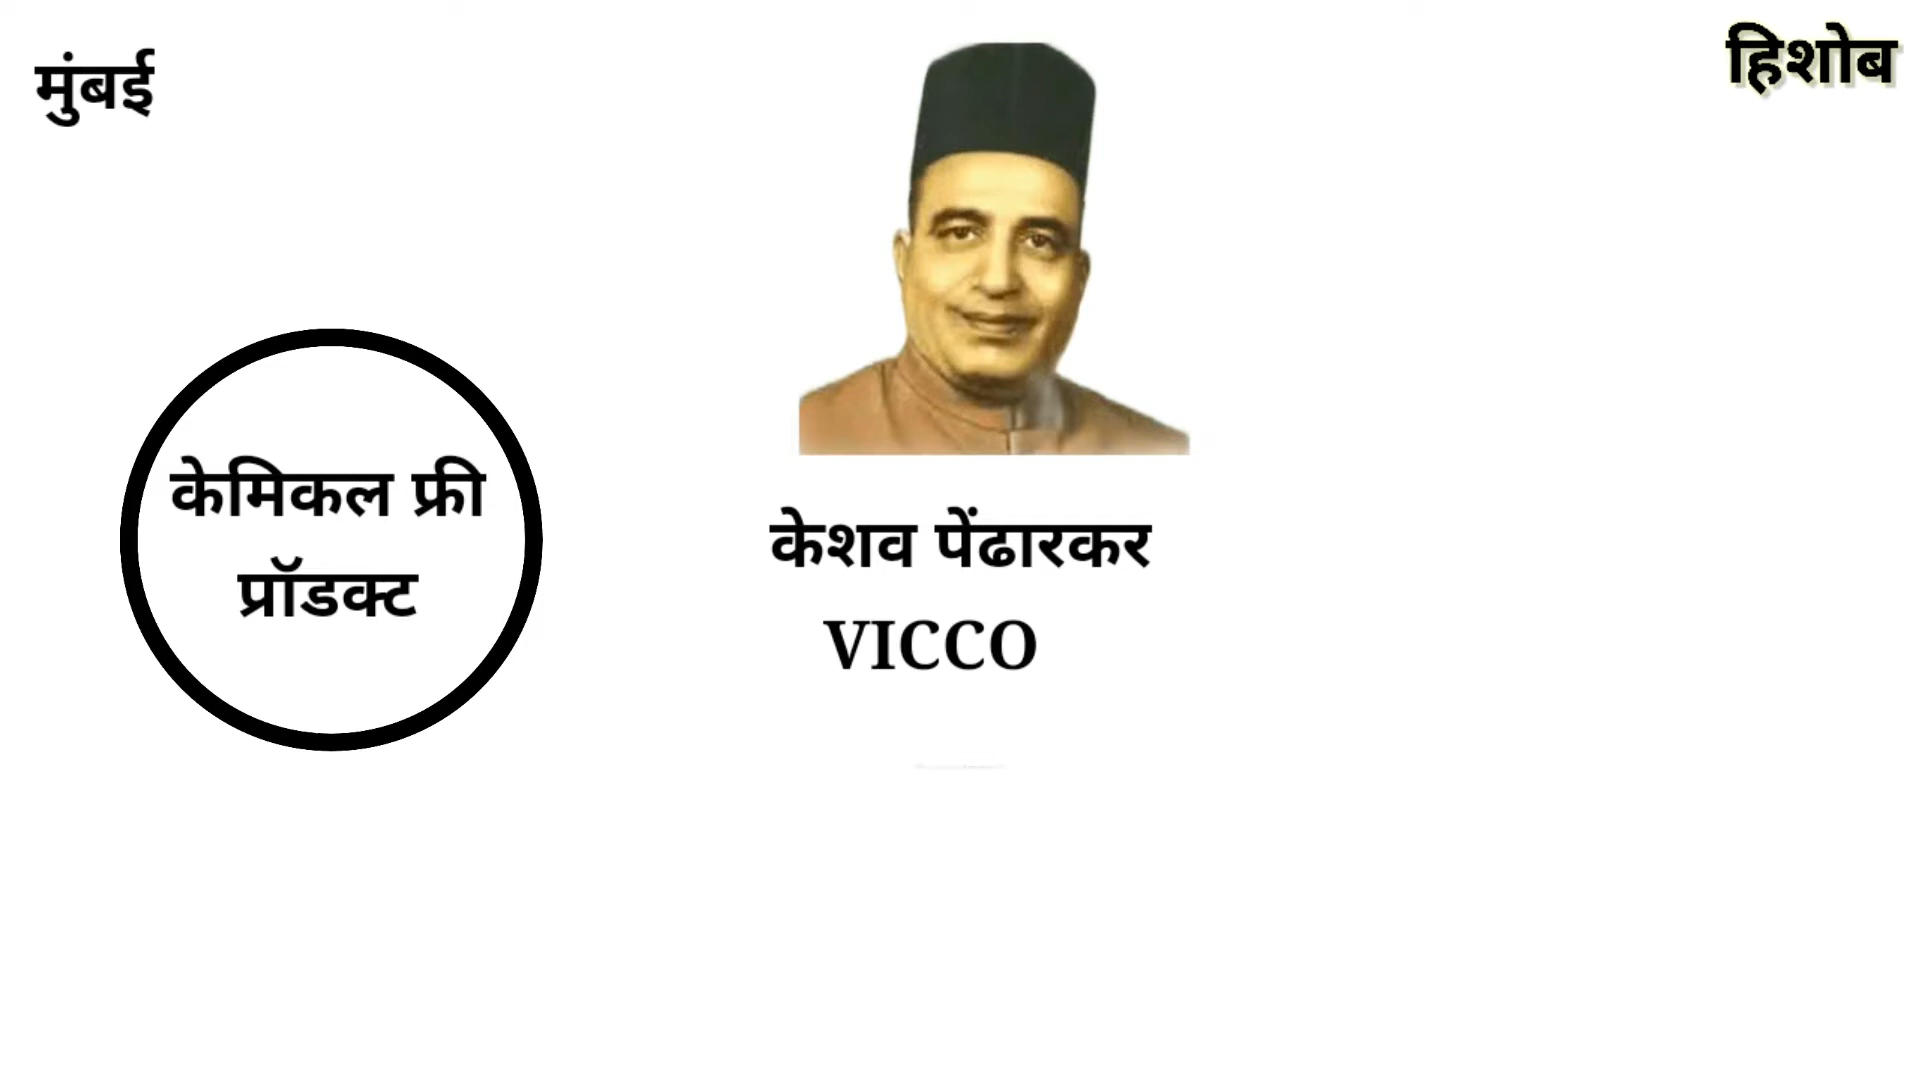 मुंबई
हिशोब
केमिकल फ्री
प्रॉडक्ट
केशव पेंढारकर
VICCO